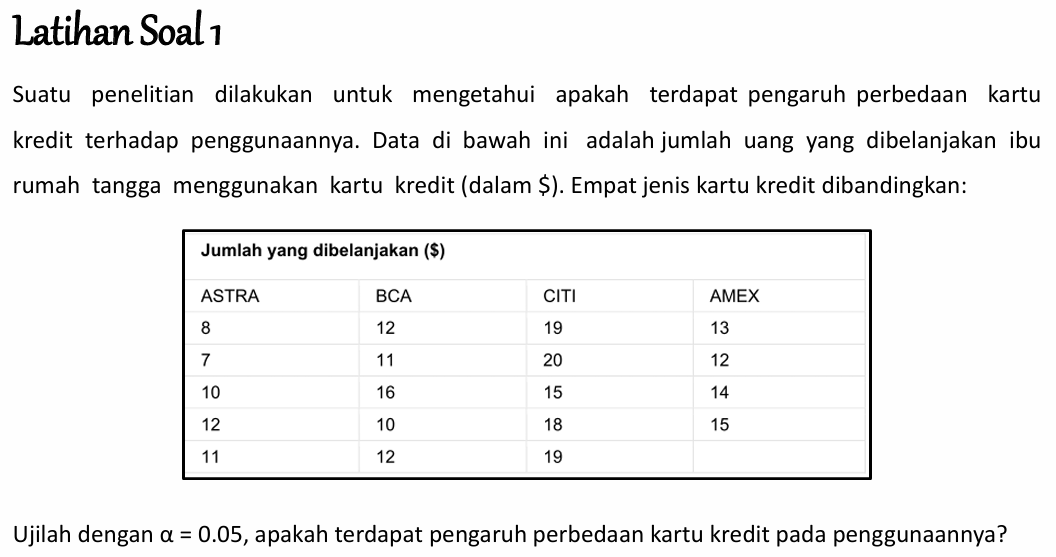 Latihan Soal 1
Suatu penelitian dilakukan untuk mengetahui apakah terdapat pengaruh perbedaan kartu
kredit terhadap penggunaannya. Data di bawah ini adalah jumlah uang yang dibelanjakan ibu
rumah tangga menggunakan kartu kredit (dalam $). Empat jenis kartu kredit dibandingkan:
Jumlah yang dibelanjakan ($)
ASTRA BCA CITI AMEX
8 12 19 13
7 11 20 12
10 16 15 14
12 10 18 15
11 12 19
Ujilah dengan α = 0.05, apakah terdapat pengaruh perbedaan kartu kredit pada penggunaannya?